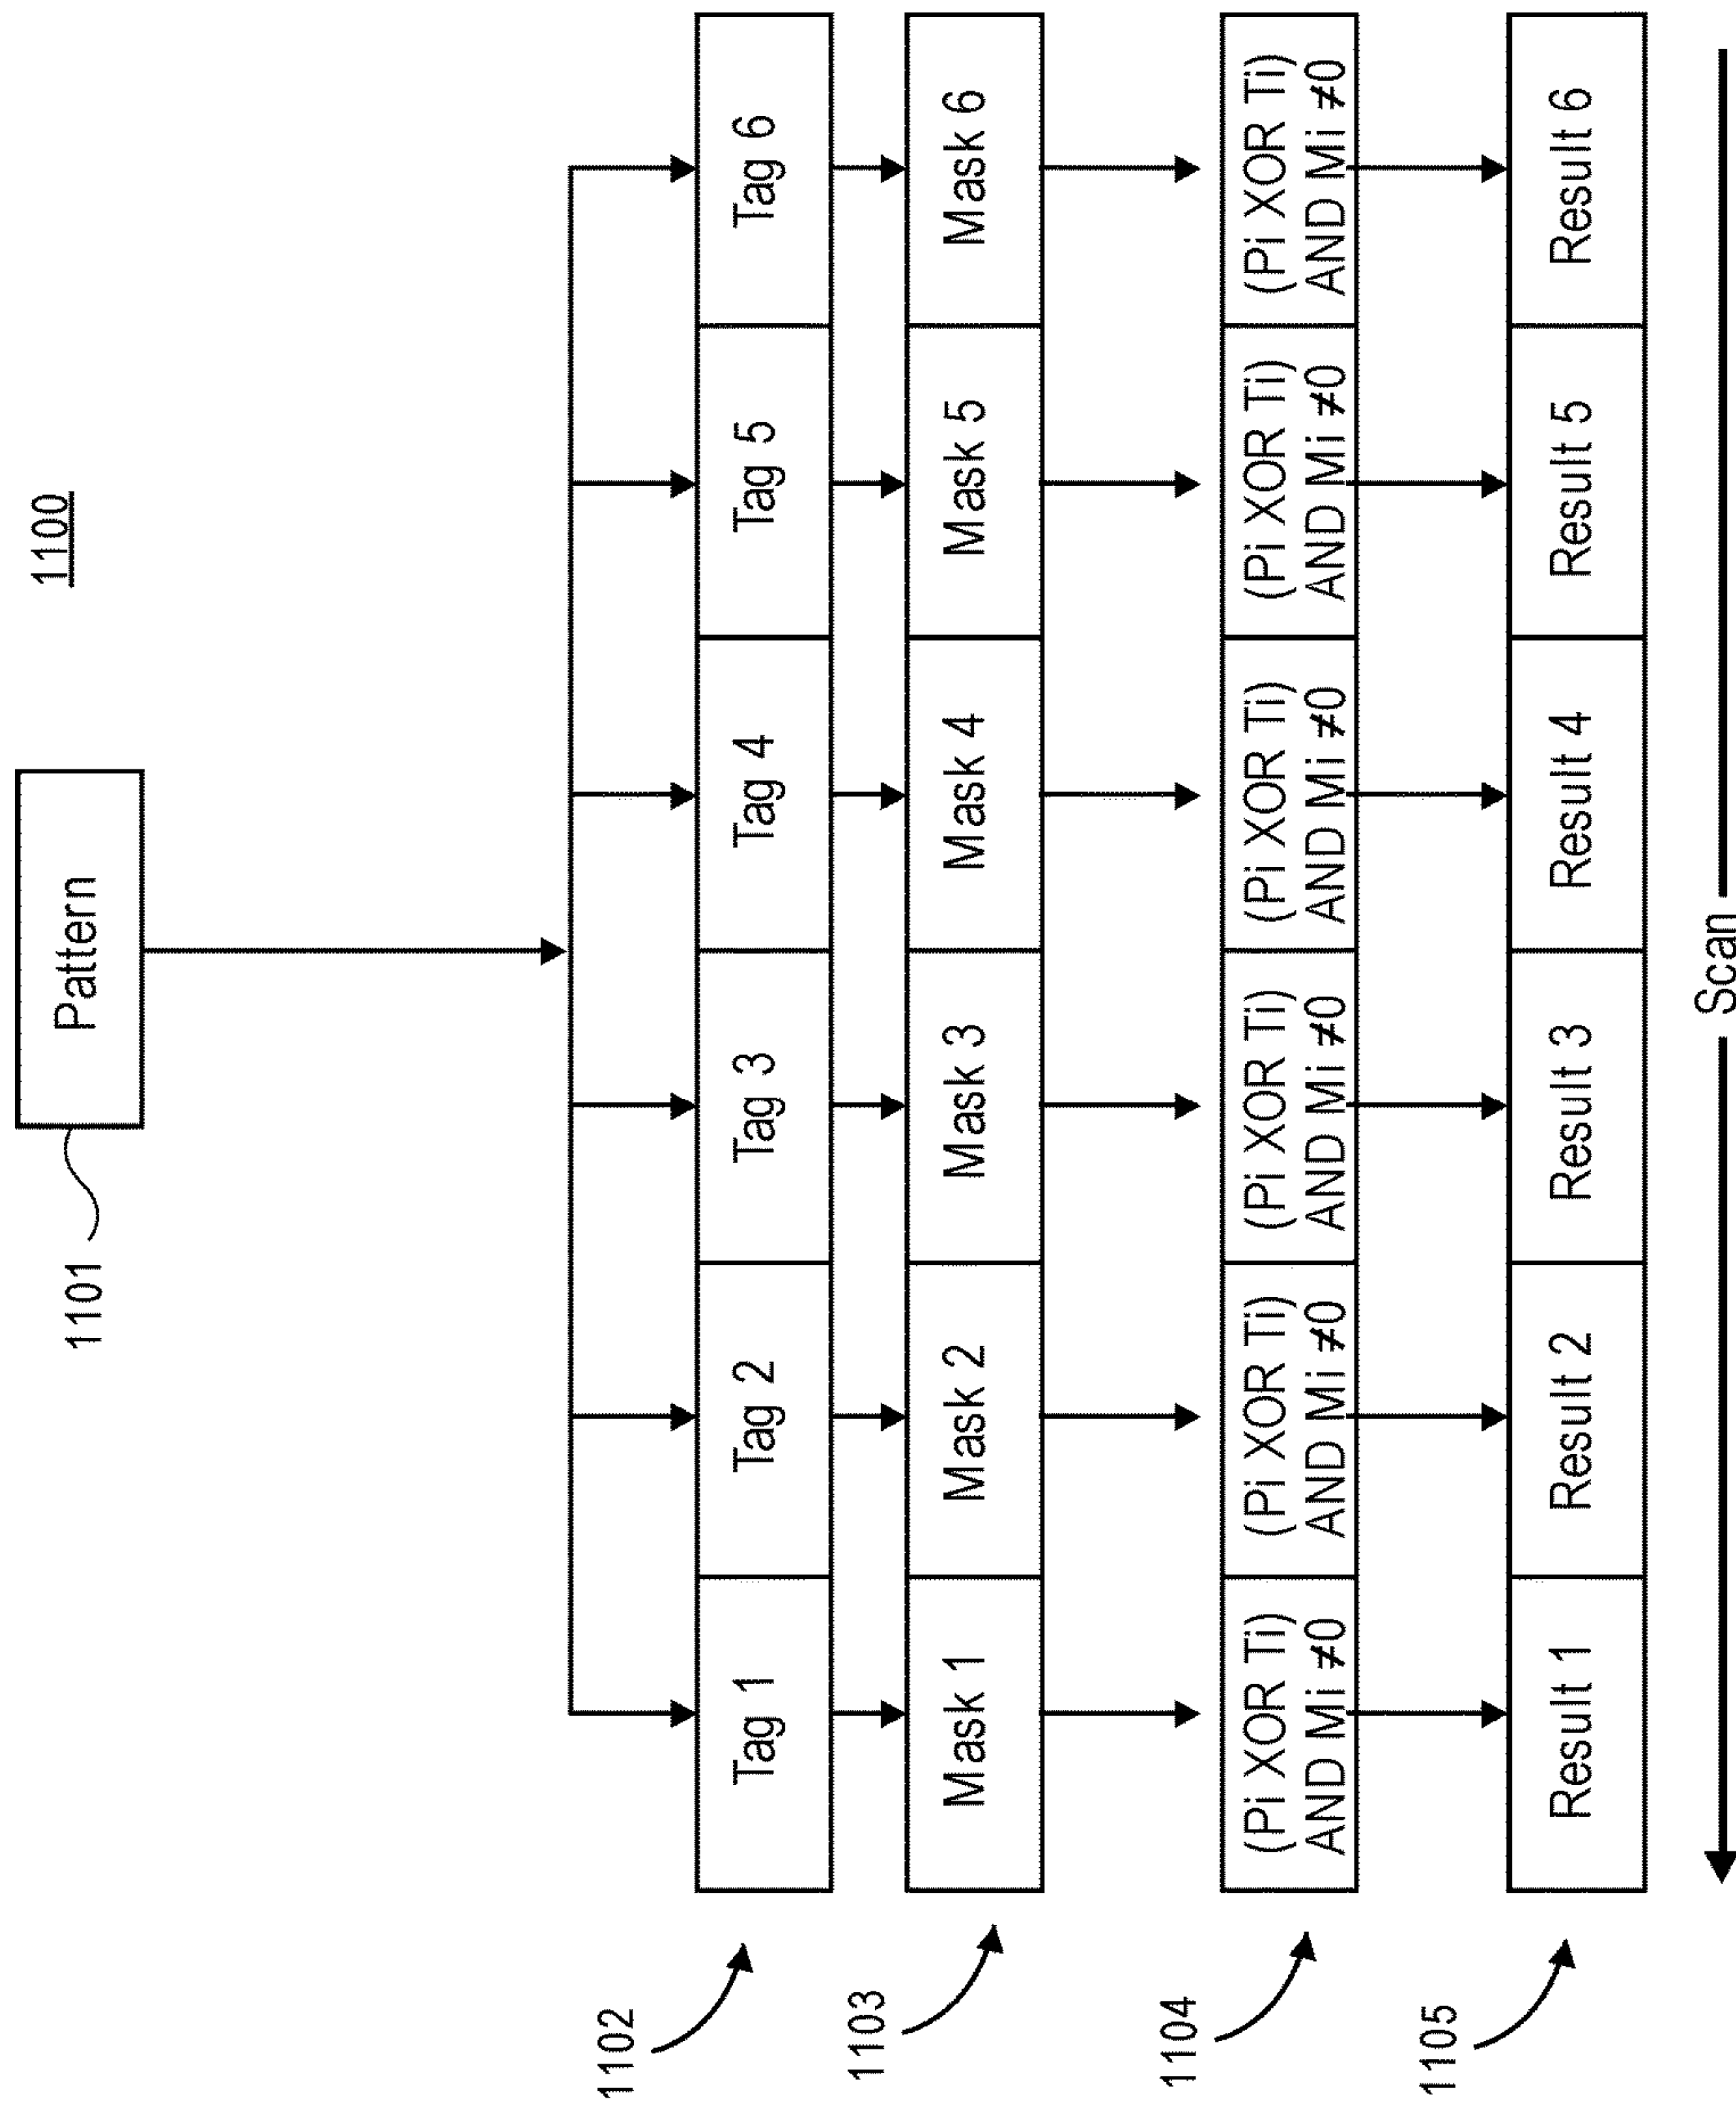 1100
Pattern
1101
1102
Tag 1
Tag 2
Tag 3
Tag 4
Tag 5
Tag 6
1103
Mask 1
Mask 2
Mask 3
Mask 4
Mask 5
Mask 6
1104
(Pi XOR Ti)
AND Mi ≠0
(Pi XOR Ti)
AND Mi ≠0
(Pi XOR Ti)
AND Mi ≠0
(Pi XOR Ti)
AND Mi ≠0
(Pi XOR Ti)
AND Mi ≠0
(Pi XOR Ti)
AND Mi ≠0
1105
Result 1
Result 2
Result 3
Result 4
Result 5
Result 6
Scan